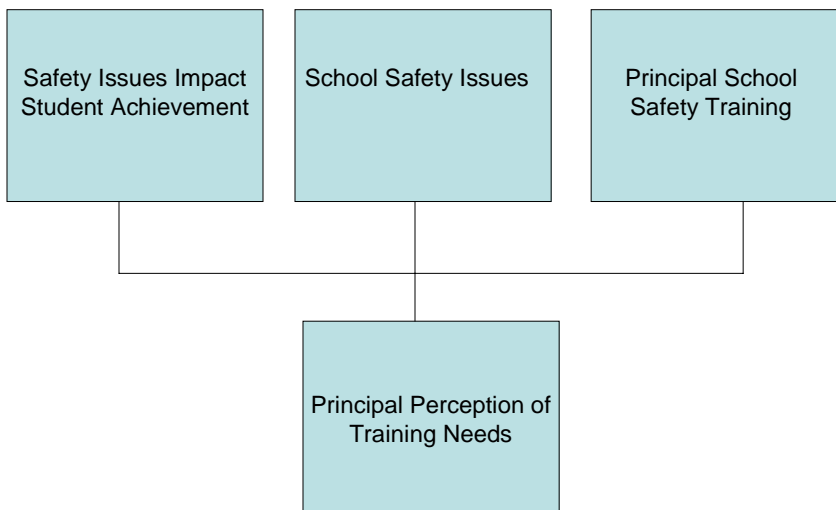 Safety Issues Impact
Student Achievement
School Safety Issues
Principal School
Safety Training
Principal Perception of
Training Needs